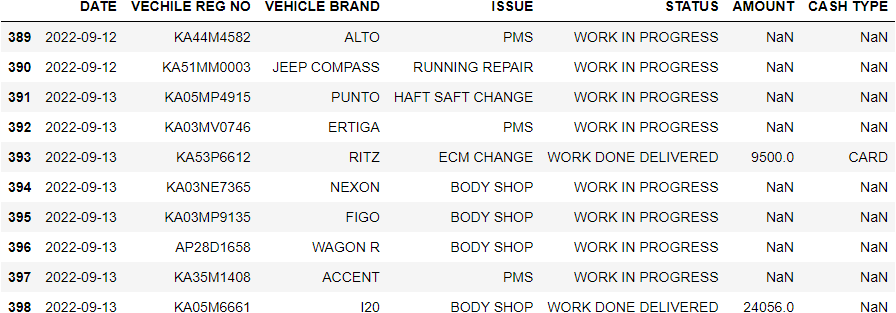 DATE VECHILE REG NO VEHICLE BRAND ISSUE STATUS AMOUNT CASH TYPE
389 2022-09-12 KA44M4582 ALTO PMS WORK IN PROGRESS NaN NaN
390 2022-09-12 KA51MM0003 JEEP COMPASS RUNNING REPAIR WORK IN PROGRESS NaN NaN
391 2022-09-13 KA05MP4915 PUNTO HAFT SAFT CHANGE WORK IN PROGRESS NaN NaN
392 2022-09-13 KA03MV0746 ERTIGA PMS WORK IN PROGRESS NaN NaN
393 2022-09-13 KA53P6612 RITZ ECM CHANGE WORK DONE DELIVERED 9500.0 CARD
394 2022-09-13 KA03NE7365 NEXON BODY SHOP WORK IN PROGRESS NaN NaN
395 2022-09-13 KA03MP9135 FIGO BODY SHOP WORK IN PROGRESS NaN NaN
396 2022-09-13 AP28D1658 WAGON R BODY SHOP WORK IN PROGRESS NaN NaN
397 2022-09-13 KA35M1408 ACCENT PMS WORK IN PROGRESS NaN NaN
398 2022-09-13 KA05M6661 I20 BODY SHOP WORK DONE DELIVERED 24056.0 NaN